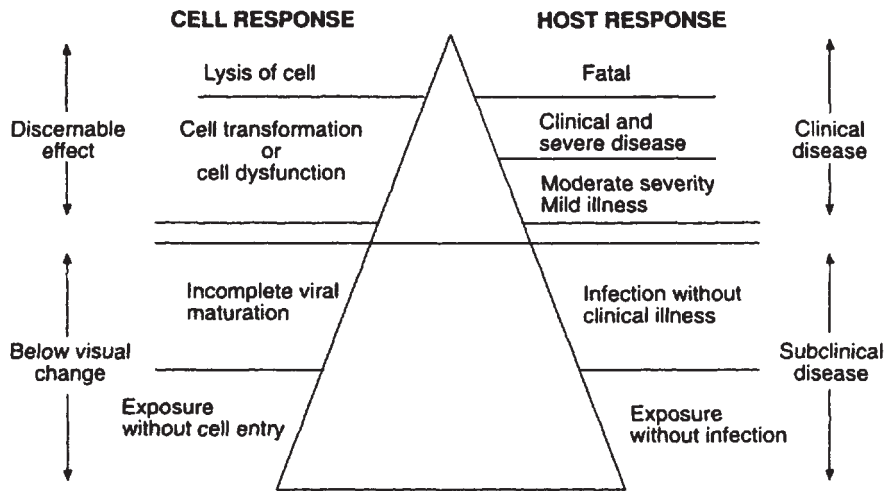 CELL RESPONSE
HOST RESPONSE
Lysis of cell
Fatal
Discernable
effect
Cell transformation
or
cell dysfunction
Clinical and
severe disease
Moderate severity
Mild illness
Clinical
disease
Below visual
change
Incomplete viral
maturation
Infection without
clinical illness
Subclinical
disease
Exposure
without cell entry
Exposure
without infection